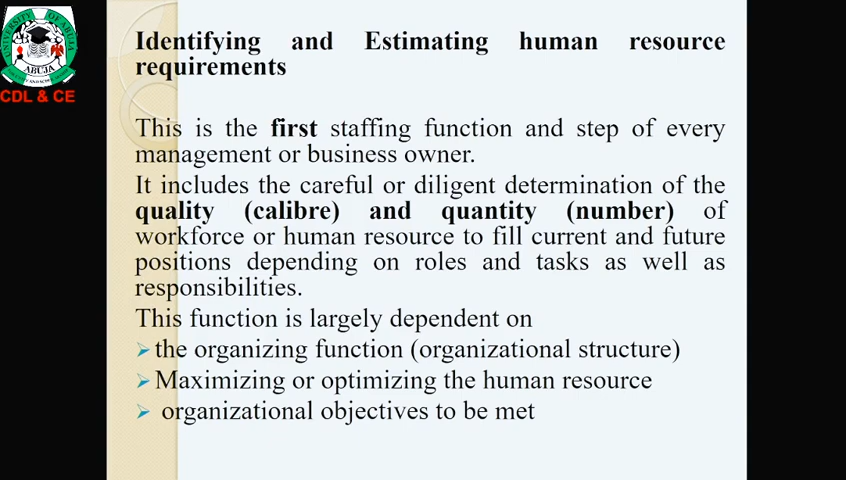 UNIVERSITY OF ABUJA
ABUJA
CDL & CE
Identifying and Estimating human resource
requirements
This is the first staffing function and step of every
management or business owner.
It includes the careful or diligent determination of the
quality (calibre) and quantity (number) of
workforce or human resource to fill current and future
positions depending on roles and tasks as well as
responsibilities.
This function is largely dependent on
the organizing function (organizational structure)
Maximizing or optimizing the human resource
organizational objectives to be met